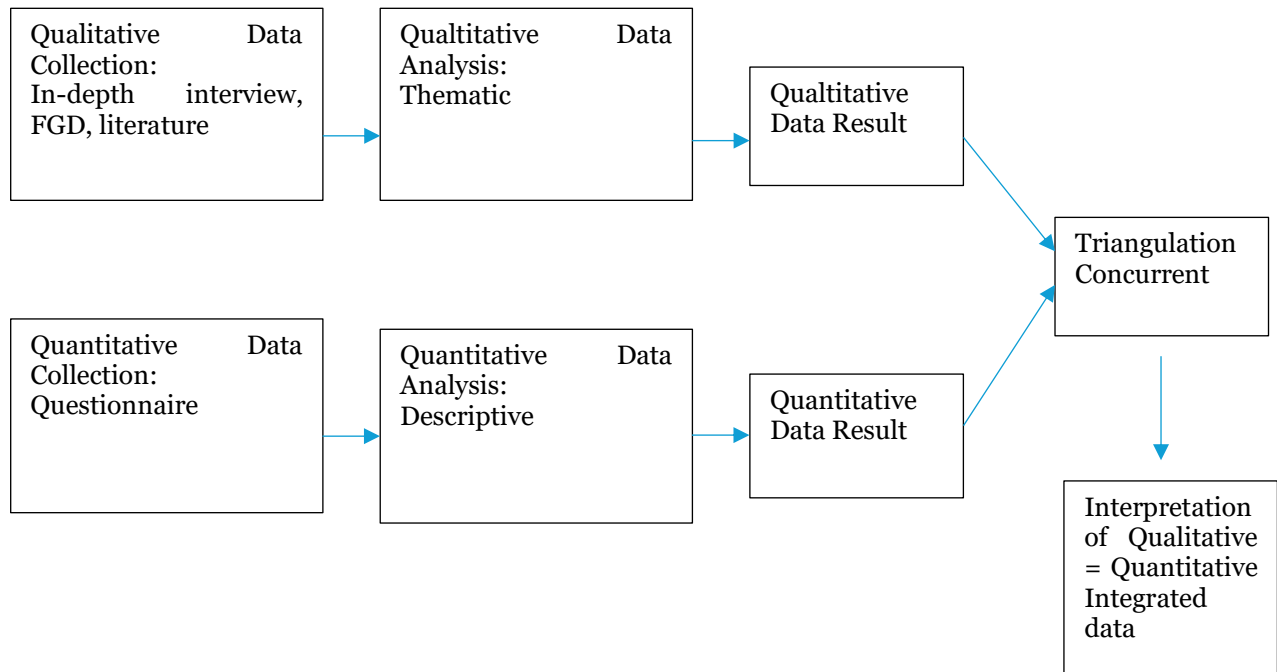 Qualitative Data
Collection:
In-depth interview,
FGD, literature
Qualtitative Data
Analysis:
Thematic
Qualtitative
Data Result
Triangulation
Concurrent
Quantitative Data
Collection:
Questionnaire
Quantitative Data
Analysis:
Descriptive
Quantitative
Data Result
Interpretation
of Qualitative
= Quantitative
Integrated
data